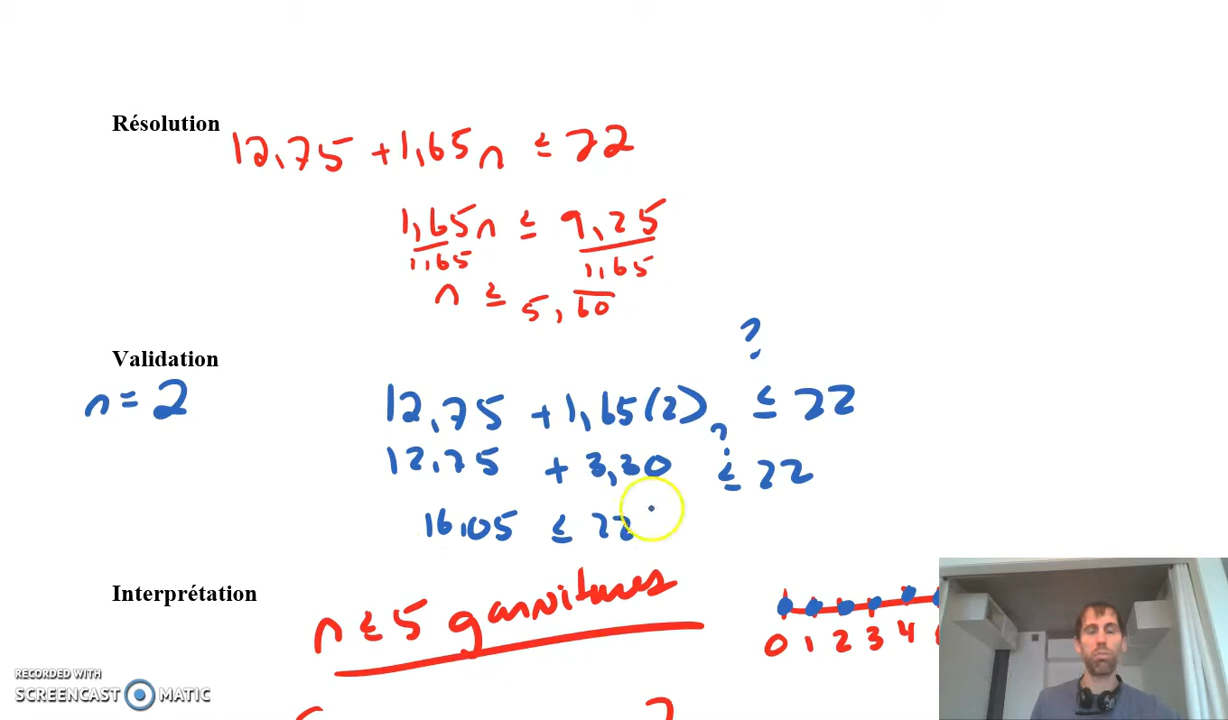 Résolution
12,75 + 1,65n ≤ 22
1,65n ≤ 9,25
1,65 1,65
n ≤ 5,60
?
Validation
n = 2
12,75 + 1,65(2) ≤ 22
?
12,75 + 3,30 ≤ 22
16,05 ≤ 22
Interprétation
n ≤ 5 garnitures
0 1 2 3 4
RECORDED WITH
SCREENCAST MATIC